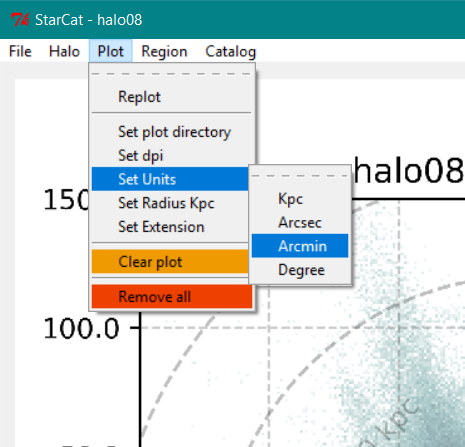 StarCat - halo08
File Halo Plot Region Catalog
Replot
Set plot directory
Set dpi
Set Units
Set Radius Kpc
Set Extension
Clear plot
Remove all
Kpc
Arcsec
Arcmin
Degree
halo08
150
100.0
Kpc